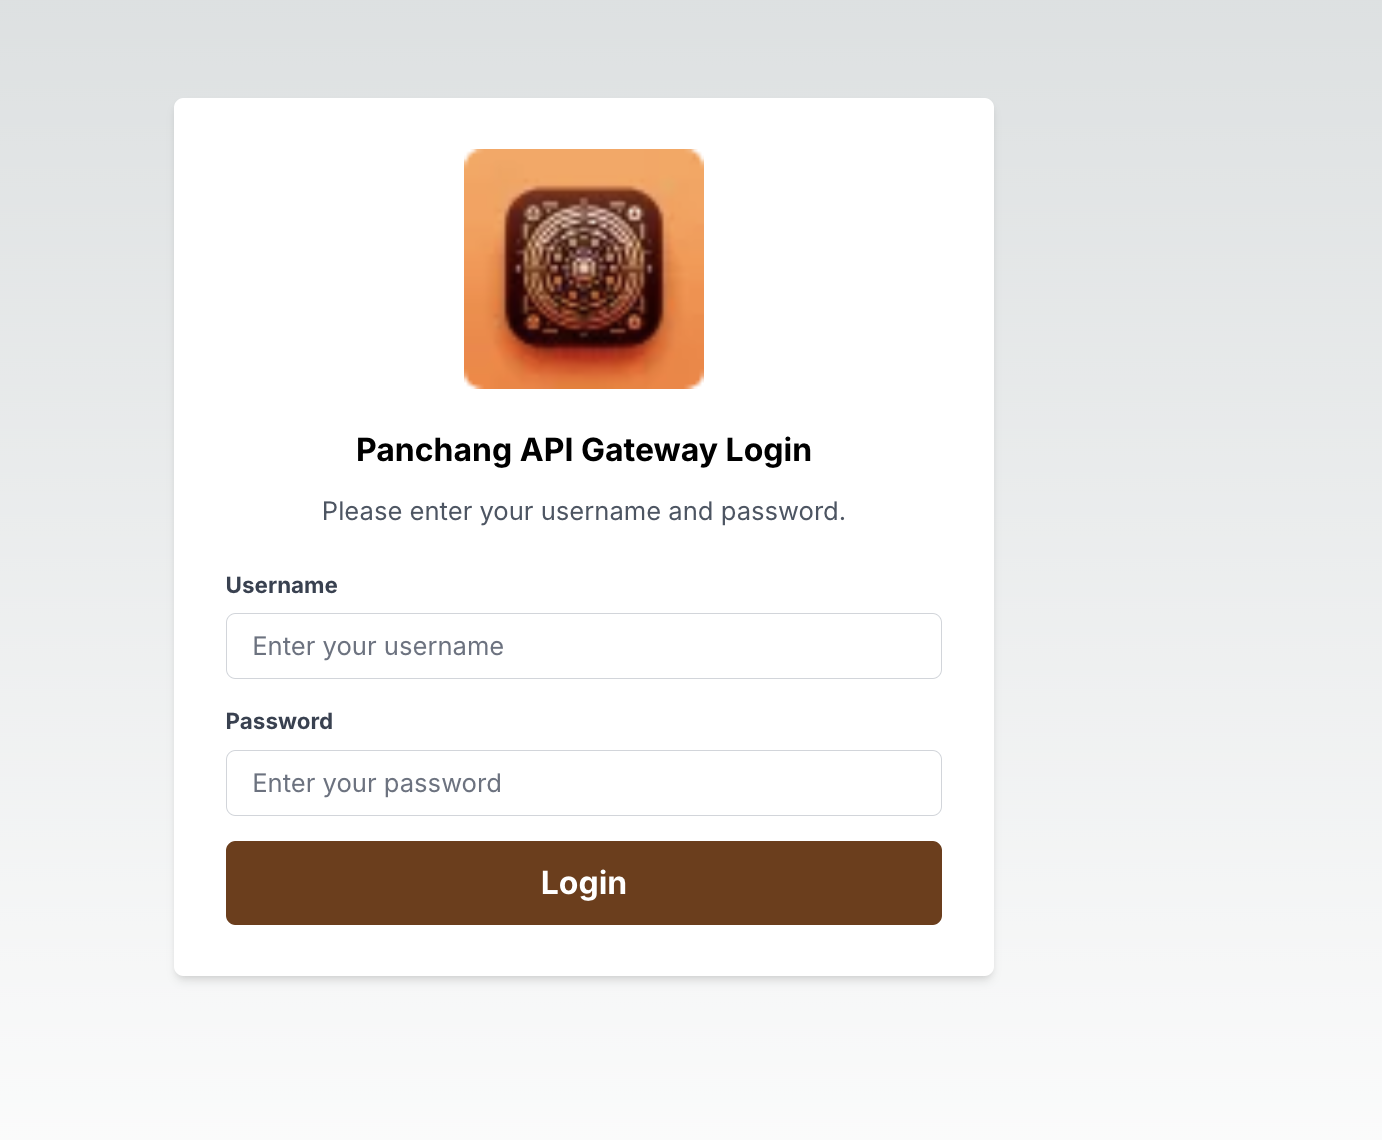 Panchang API Gateway Login
Please enter your username and password.
Username
Enter your username
Password
Enter your password
Login